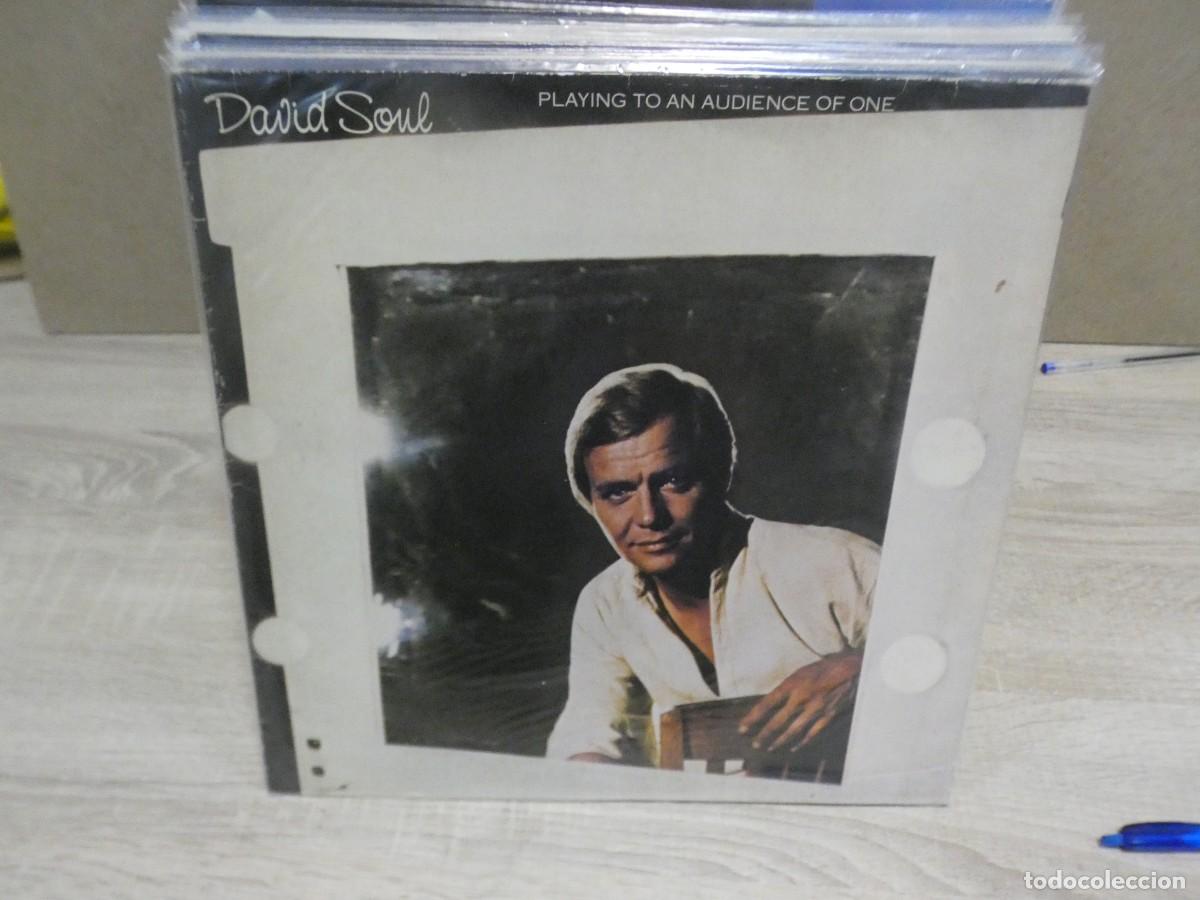 David Soul
PLAYING TO AN AUDIENCE OF ONE
todocoleccion